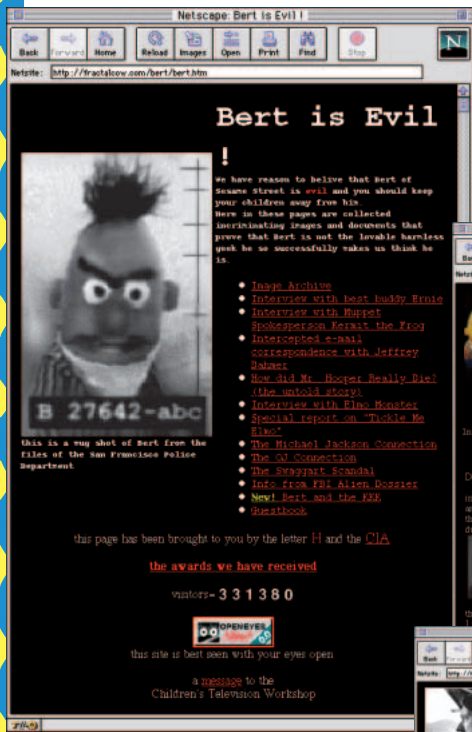 Netscape: Bert is Evil !
Back Forward Home Reload Images Open Print Find Stop
N
Netsite: http://fractalcow.com/bert/bert.htm
Bert is Evil
!
We have reason to belive that Bert of
Sesame Street is evil and you should keep
your children away from him.
Here in these pages are collected
incriminating images and documents that
prove that Bert is not the lovable harmless
geek he so successfully makes us think he
is.
Image Archive
Interview with best buddy Ernie
Interview with Muppet
Spokesperson Kermit the Frog
Intercepted e-mail
correspondence with Jeffrey
Dahmer
How did Mr. Hooper Really Die?
(the untold story)
Interview with Elmo Monster
Special report on "Tickle Me
Elmo"
The Michael Jackson Connection
The OJ Connection
The Swaggart Scandal
Info from FBI Alien Dossier
New! Bert and the KKK
Guestbook
B 27642-abc
this is a mug shot of Bert from the
files of the San Francisco Police
Department
this page has been brought to you by the letter H and the CIA
the awards we have received
visitors- 331380
OPENEYES
this site is best seen with your eyes open
a message to the
Children's Television Workshop
Back Forward
Netsite: http://